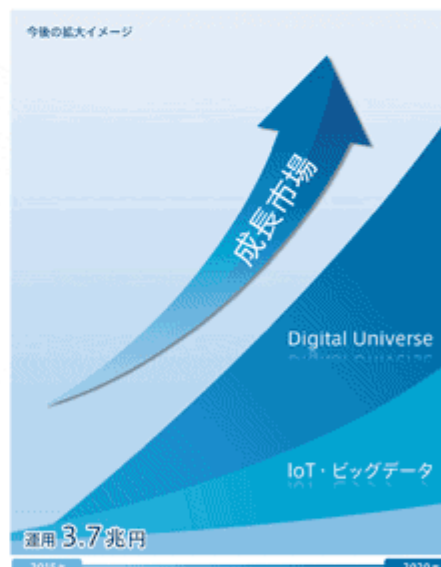 今後の拡大イメージ
成長市場
Digital Universe
IoT・ビッグデータ
運用 3.7兆円